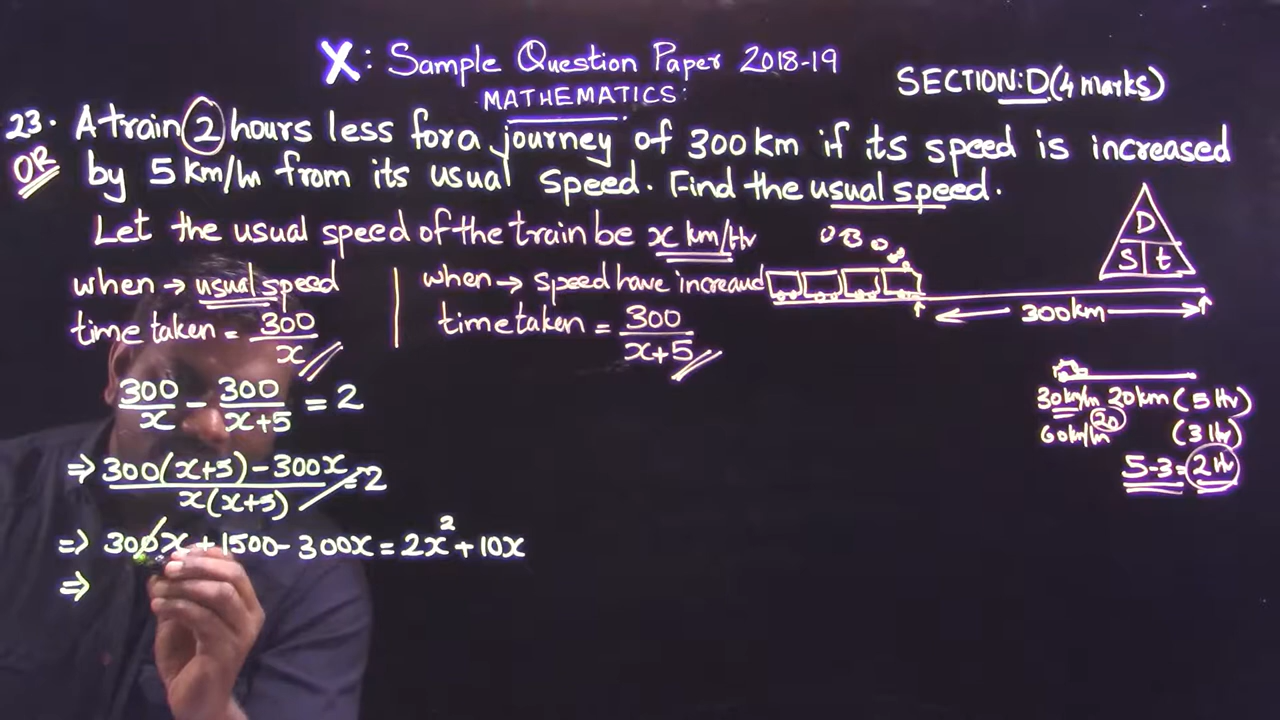 X: Sample Question Paper 2018-19
MATHEMATICS:
SECTION:D(4 marks)
23. A train 2 hours less for a journey of 300 km if its speed is increased
OR by 5 km/h from its usual speed. Find the usual speed.
Let the usual speed of the train be x km/Hr
when → usual speed
time taken = 300/x
when → speed have increased
time taken = 300/x+5
D
S t
300km
300/x - 300/x+5 = 2
⇒ 300(x+5) - 300x/x(x+5) = 2
⇒ 300x + 1500 - 300x = 2x² + 10x
⇒
30km/h 20km (5 Hr)
60km/h 20 (3 Hr)
5-3=2Hr